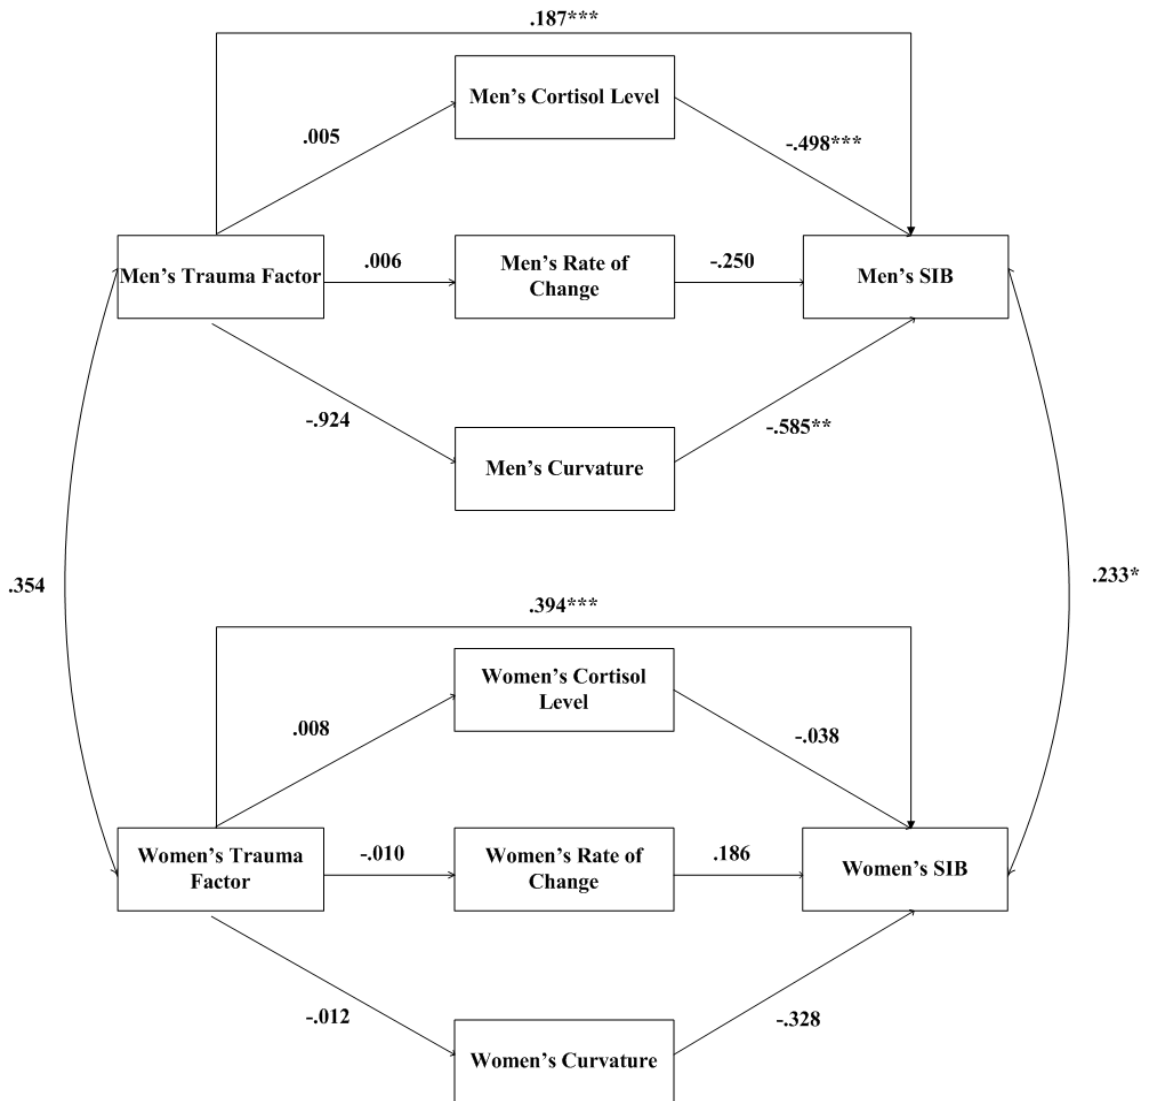 .187***
Men's Cortisol Level
.005
-.498***
Men's Trauma Factor
.006
Men's Rate of
Change
-.250
Men's SIB
-.924
-.585**
Men's Curvature
.354
.233*
.394***
Women's Cortisol
Level
.008
-.038
Women's Trauma
Factor
-.010
Women's Rate of
Change
.186
Women's SIB
-.012
-.328
Women's Curvature